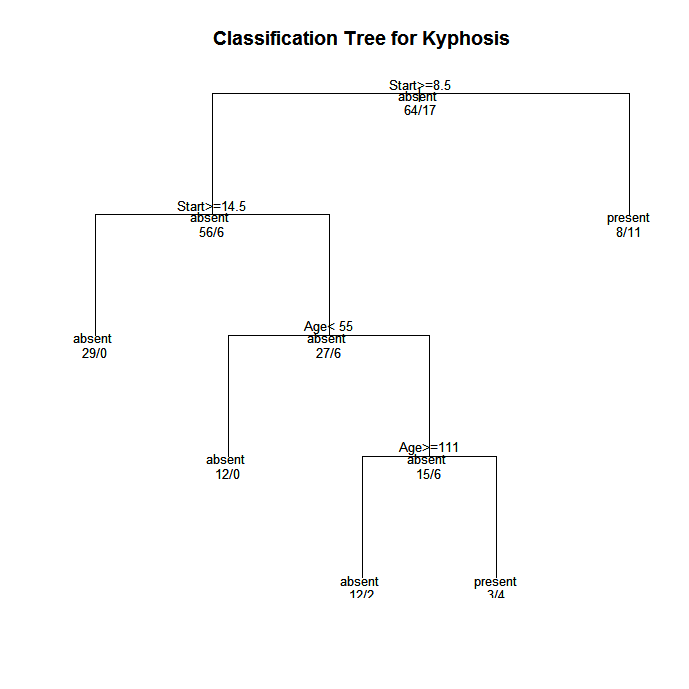 Classification Tree for Kyphosis
Start>=8.5
absent
64/17
Start>=14.5
absent
56/6
present
8/11
absent
29/0
Age< 55
absent
27/6
absent
12/0
Age>=111
absent
15/6
absent
12/2
present
3/4